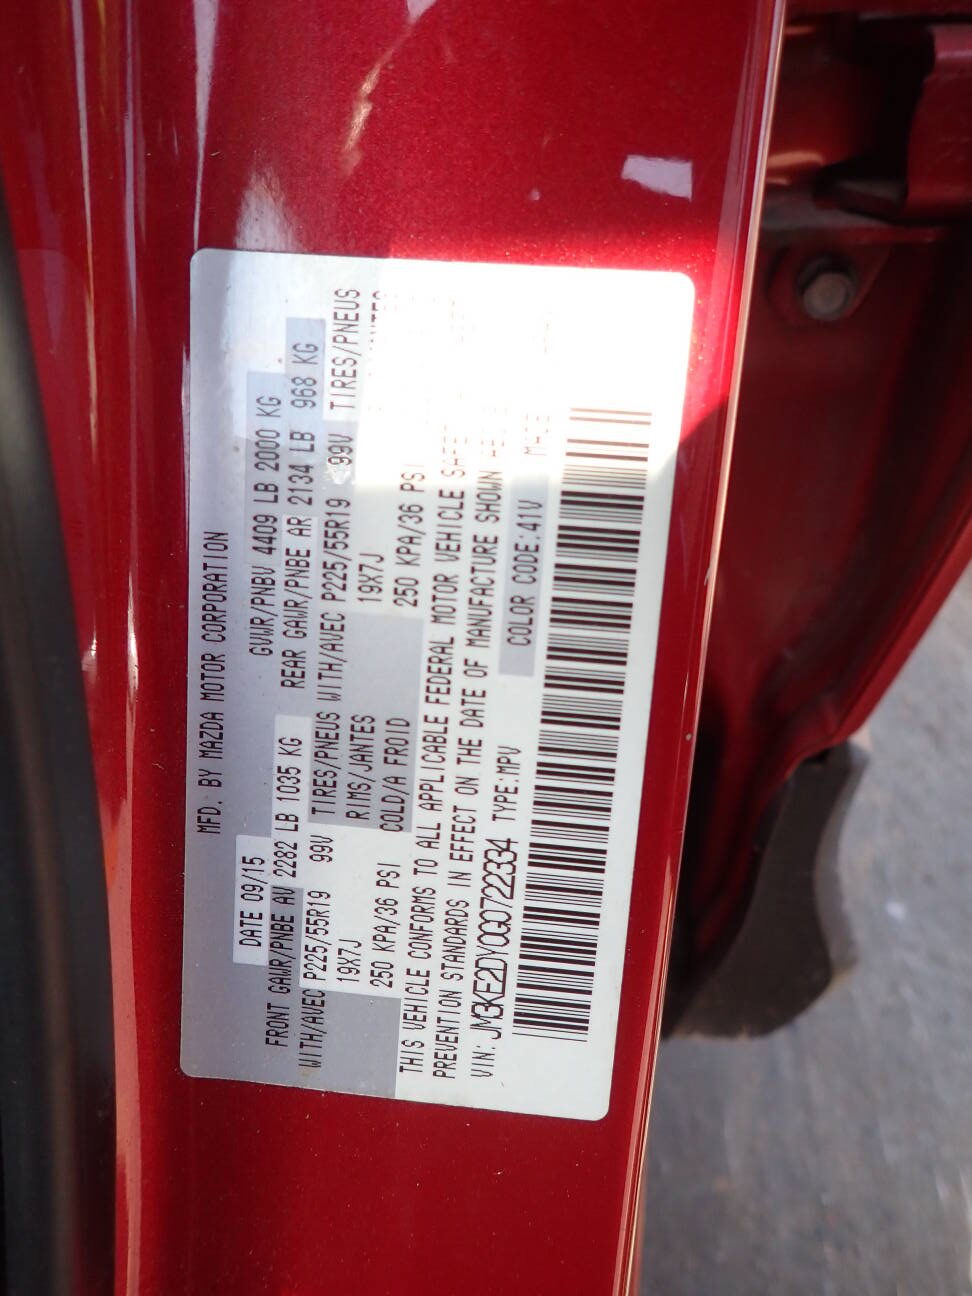 MFD. BY MAZDA MOTOR CORPORATION
DATE 09/15 GVWR/PNBV 4409 LB 2000 KG
FRONT GAWR/PNBE AV 2282 LB 1035 KG REAR GAWR/PNBE AR 2134 LB 968 KG
WITH/AVEC P225/55R19 99V TIRES/PNEUS WITH/AVEC P225/55R19 99V TIRES/PNEUS
19X7J RIMS/JANTES 19X7J
250 KPA/36 PSI COLD/A FROID 250 KPA/36 PSI
THIS VEHICLE CONFORMS TO ALL APPLICABLE FEDERAL MOTOR VEHICLE
PREVENTION STANDARDS IN EFFECT ON THE DATE OF MANUFACTURE SHOWN
VIN: JM3KE2DY0G0722334 TYPE:MPV COLOR CODE:41V